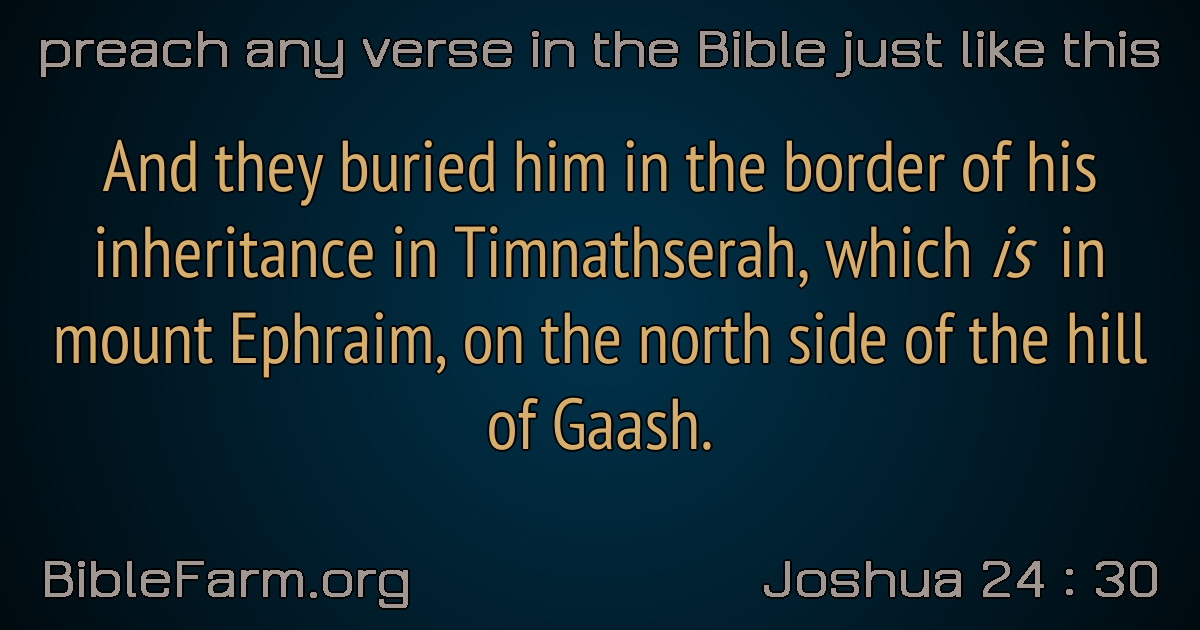 preach any verse in the Bible just like this
And they buried him in the border of his
inheritance in Timnathserah, which is in
mount Ephraim, on the north side of the hill
of Gaash.
BibleFarm.org
Joshua 24 : 30